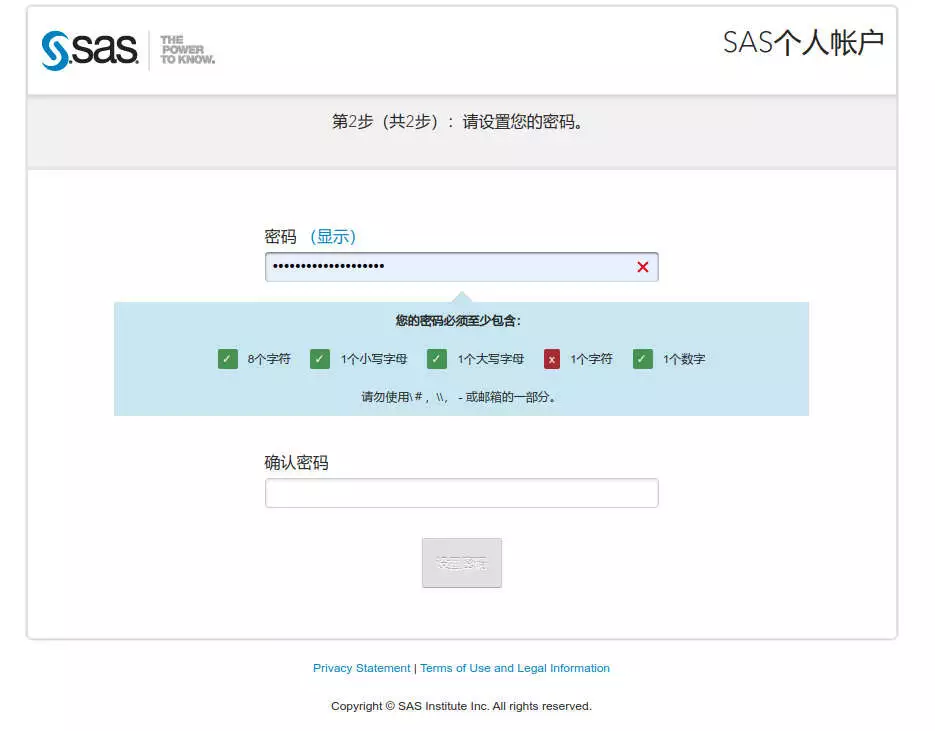 sas
THE
POWER
TO KNOW.
SAS个人帐户
第2步（共2步）：请设置您的密码。
密码 （显示）
••••••••••••••••••••
您的密码必须至少包含：
✓ 8个字符 ✓ 1个小写字母 ✓ 1个大写字母 x 1个字符 ✓ 1个数字
请勿使用\ #， \\， - 或邮箱的一部分。
确认密码
设置密码
Privacy Statement | Terms of Use and Legal Information
Copyright © SAS Institute Inc. All rights reserved.